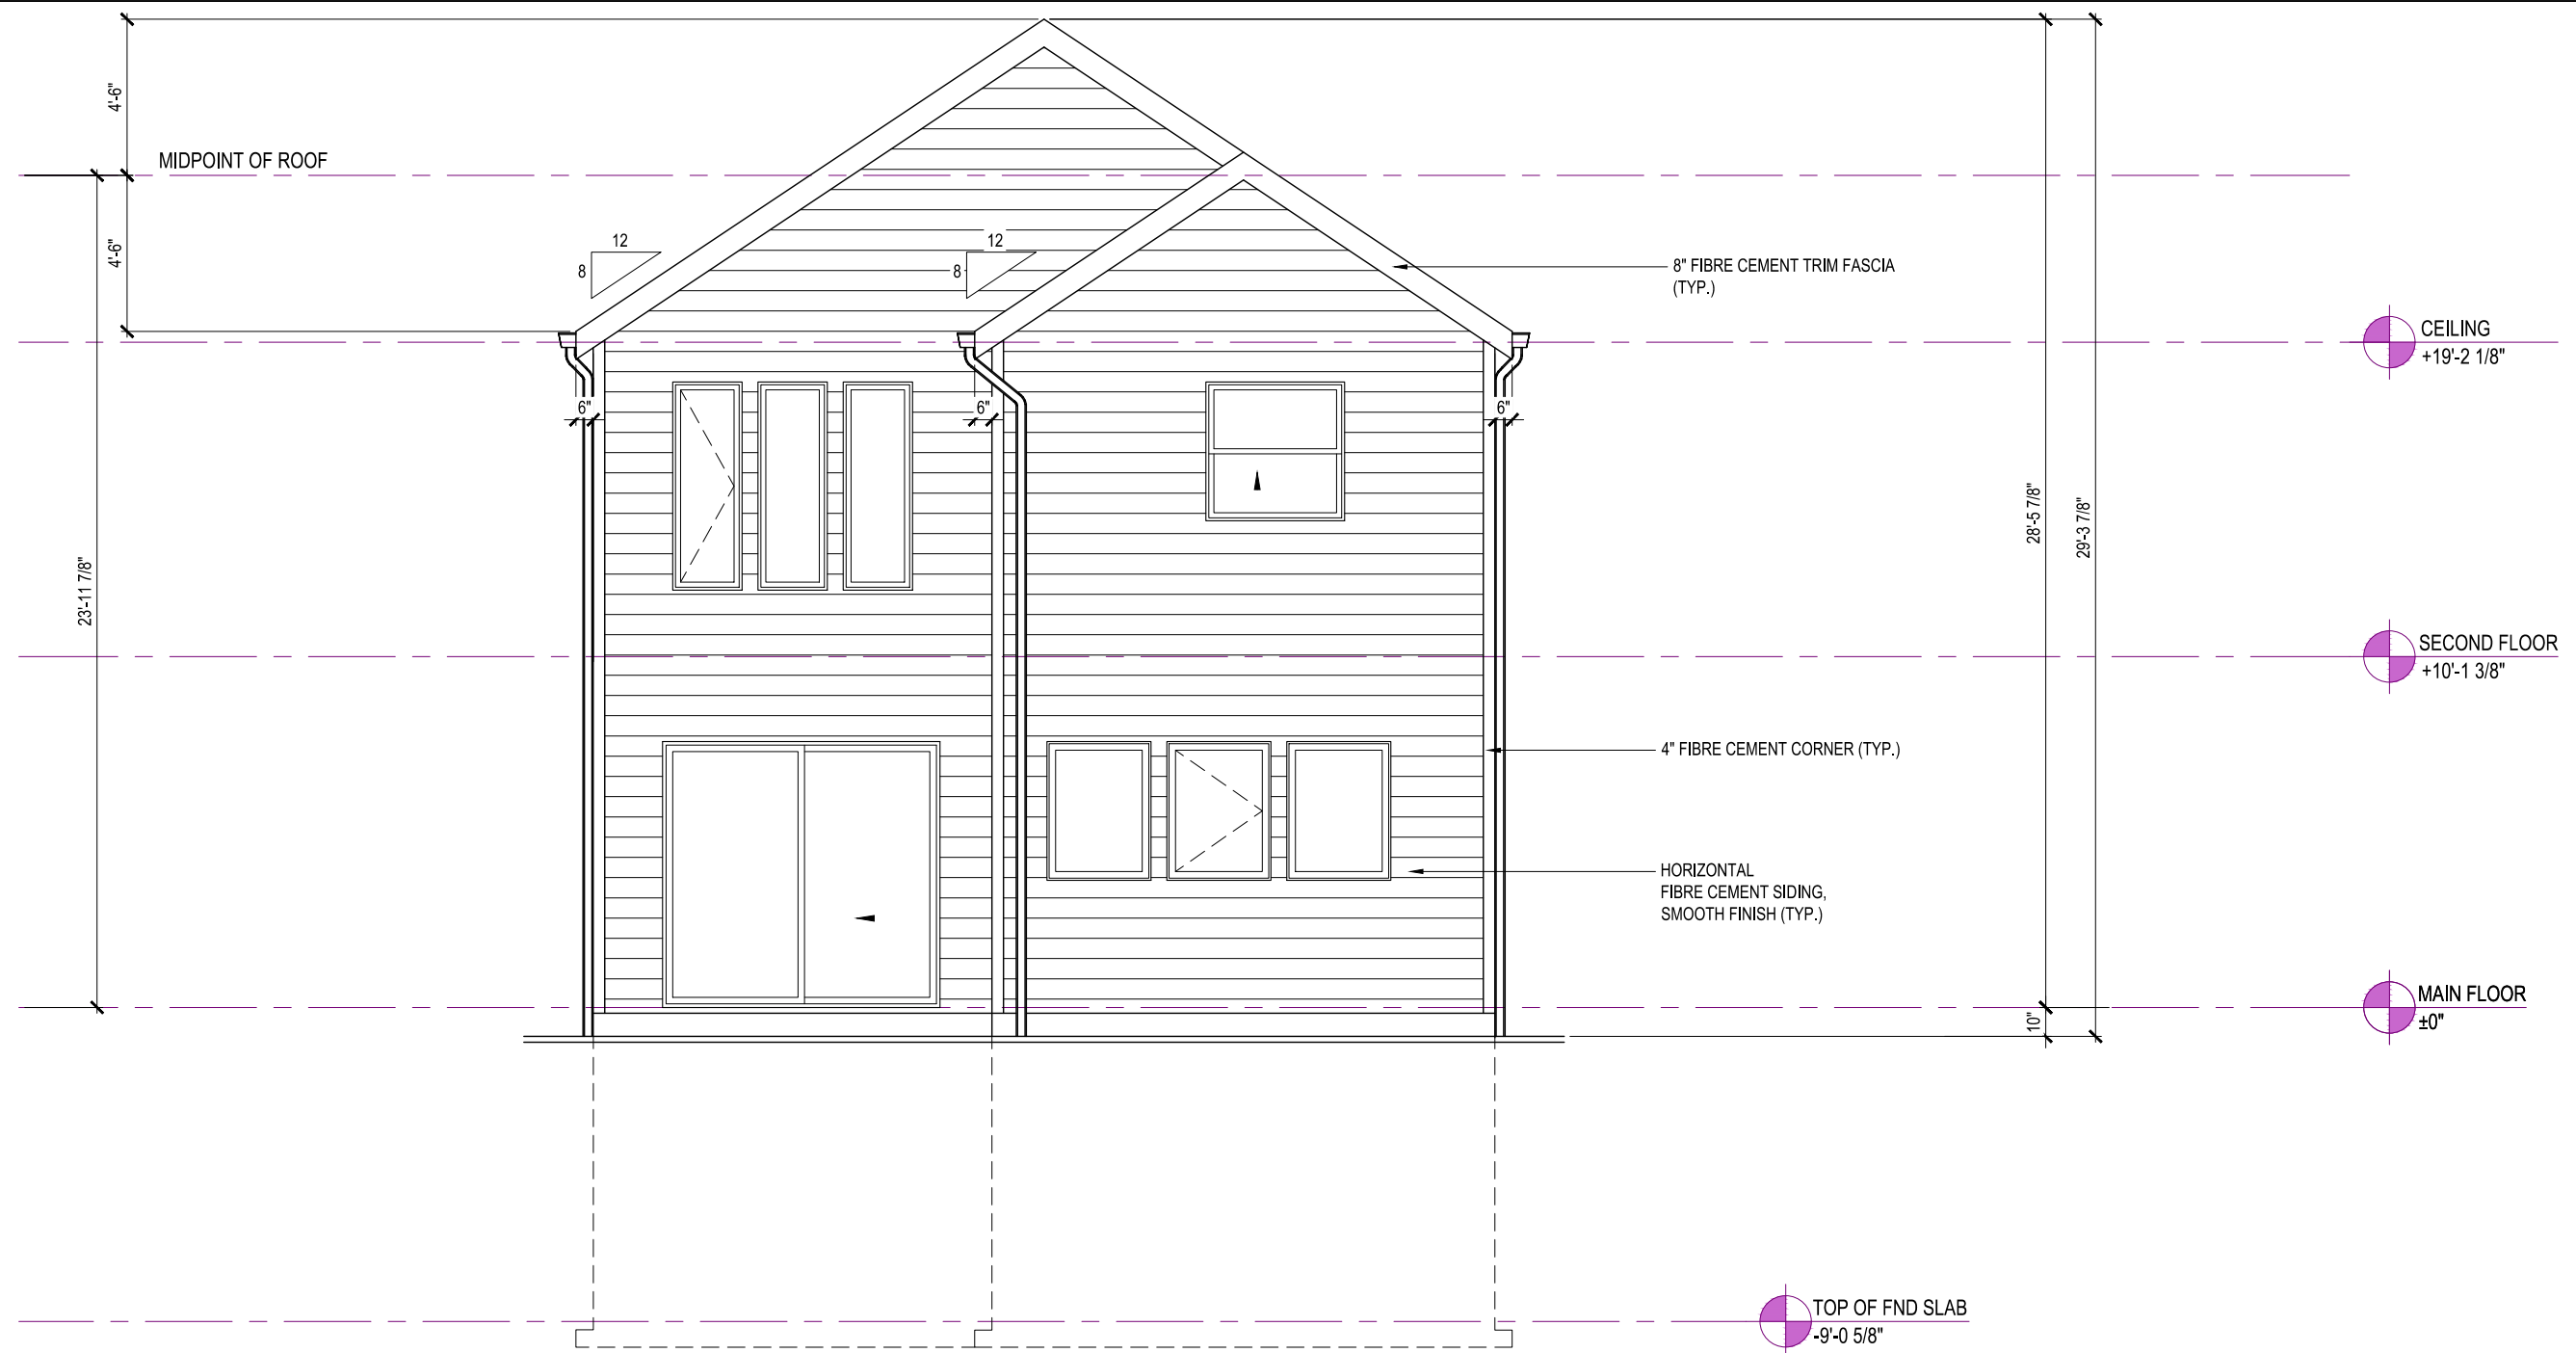 4'-6"
MIDPOINT OF ROOF
4'-6"
12
8
12
8
8" FIBRE CEMENT TRIM FASCIA
(TYP.)
CEILING
+19'-2 1/8"
6"
6"
6"
28'-5 7/8"
29'-3 7/8"
23'-11 7/8"
SECOND FLOOR
+10'-1 3/8"
4" FIBRE CEMENT CORNER (TYP.)
HORIZONTAL
FIBRE CEMENT SIDING,
SMOOTH FINISH (TYP.)
MAIN FLOOR
±0"
10"
TOP OF FND SLAB
-9'-0 5/8"